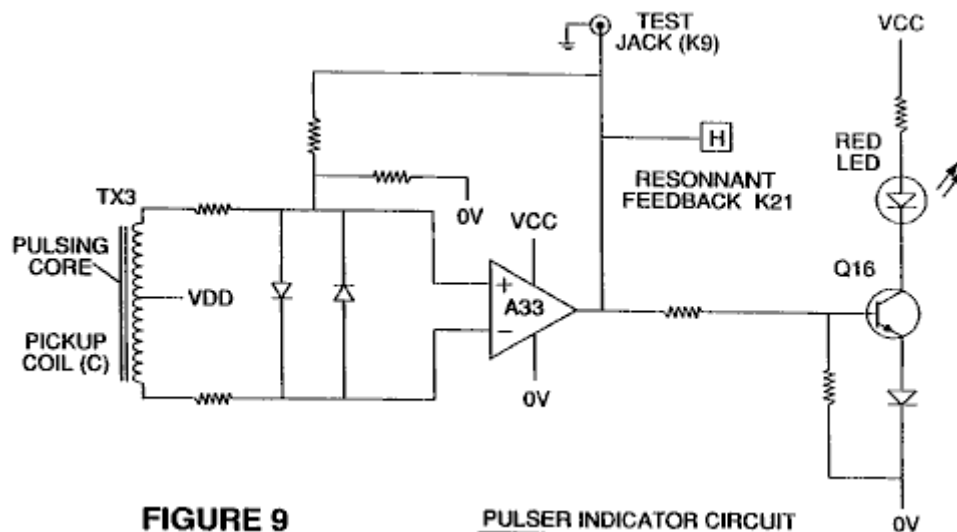 TEST
JACK (K9)
VCC
H
RED
LED
RESONNANT
FEEDBACK K21
TX3
0V
VCC
PULSING
CORE
VDD
+
A33
−
Q16
PICKUP
COIL (C)
0V
FIGURE 9
PULSER INDICATOR CIRCUIT
0V